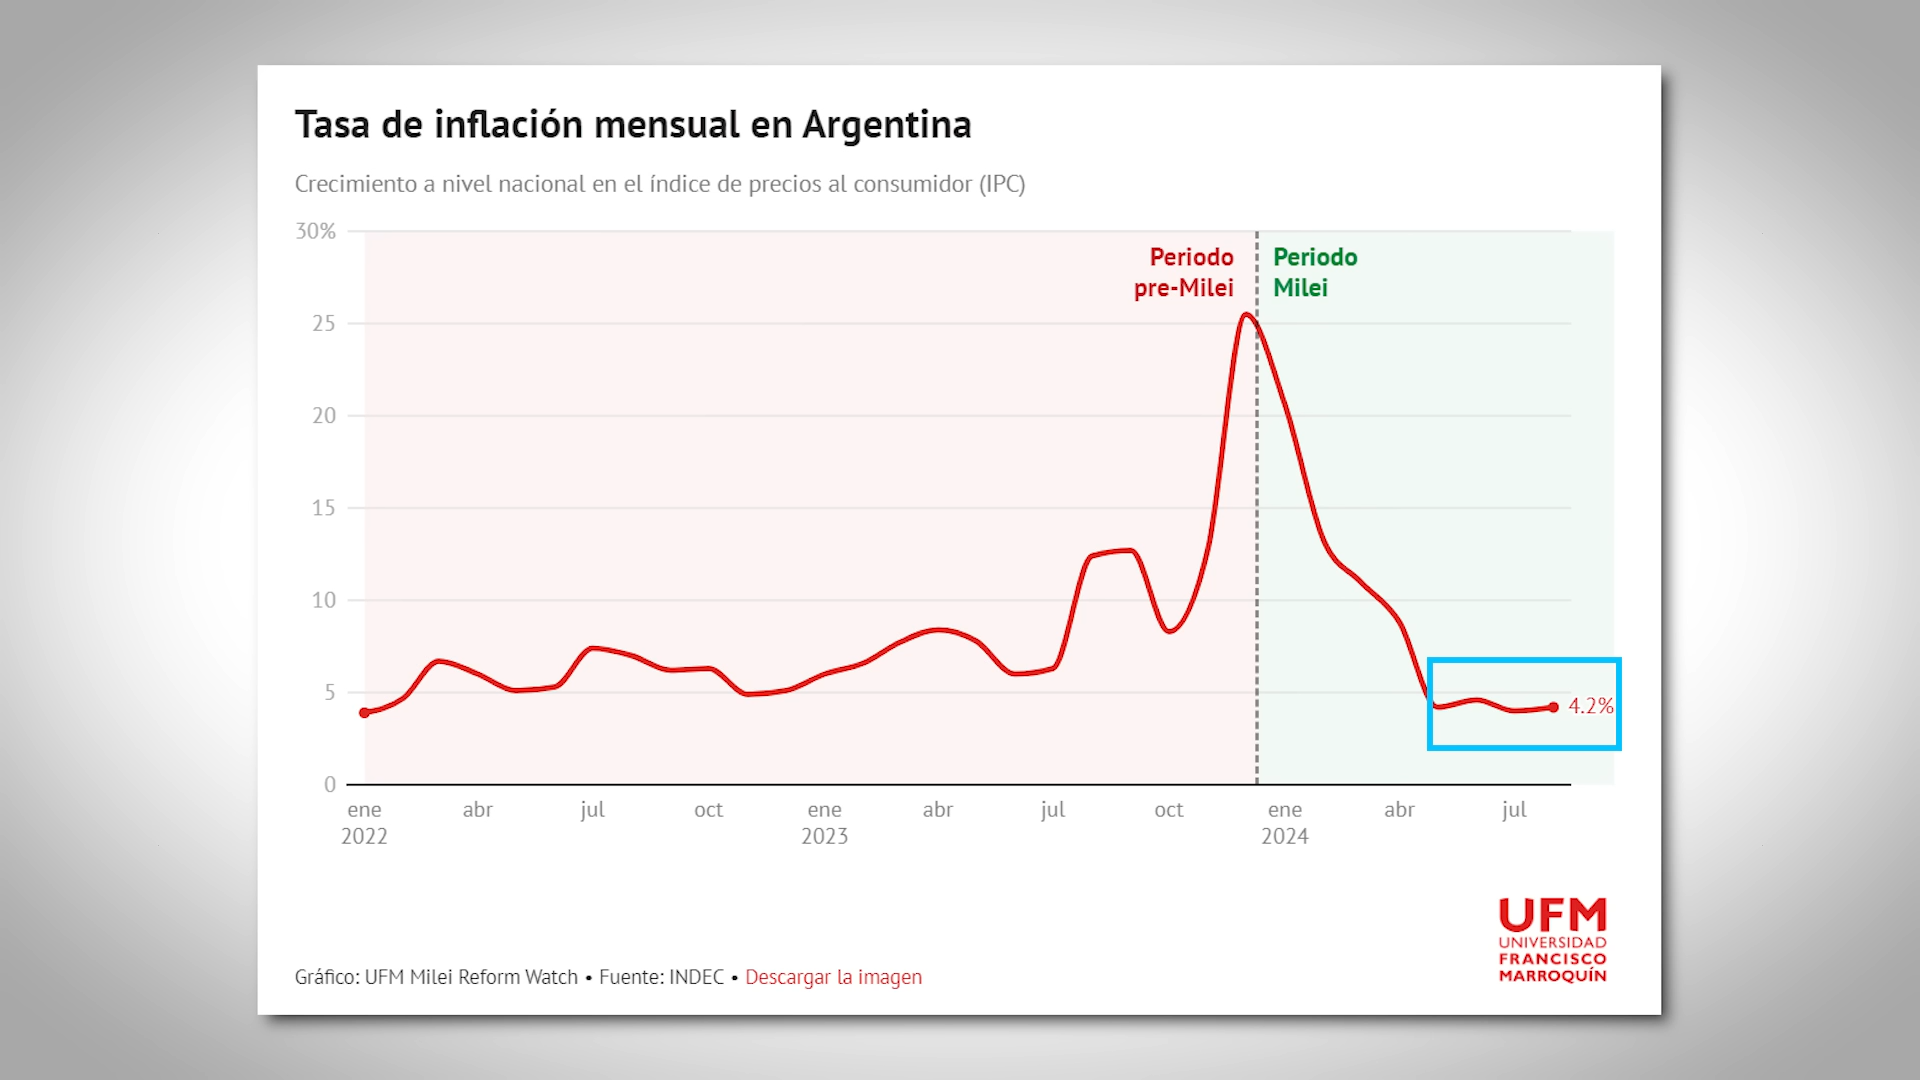 Tasa de inflación mensual en Argentina
Crecimiento a nivel nacional en el índice de precios al consumidor (IPC)
30%
25
20
15
10
5
0
Periodo
pre-Milei
Periodo
Milei
4.2%
ene abr jul oct ene abr jul oct ene abr jul
2022 2023 2024
UFM
UNIVERSIDAD
FRANCISCO
MARROQUÍN
Gráfico: UFM Milei Reform Watch • Fuente: INDEC • Descargar la imagen